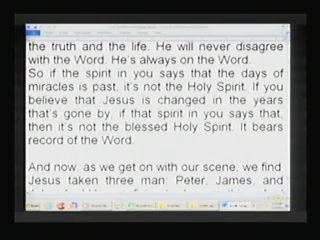 the truth and the life. He will never disagree
with the Word. He's always on the Word.
So if the spirit in you says that the days of
miracles is past, it's not the Holy Spirit. If you
believe that Jesus is changed in the years
that's gone by, if that spirit in you says that,
then it's not the blessed Holy Spirit. It bears
record of the Word.
And now, as we get on with our scene, we find
Jesus taken three man: Peter, James, and